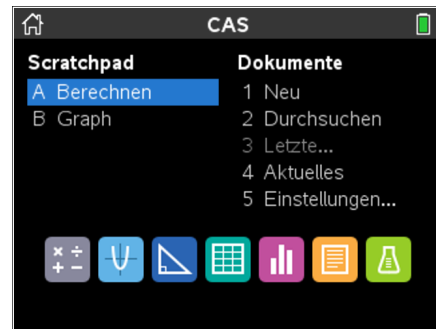 CAS
Scratchpad
A Berechnen
B Graph
Dokumente
1 Neu
2 Durchsuchen
3 Letzte...
4 Aktuelles
5 Einstellungen...